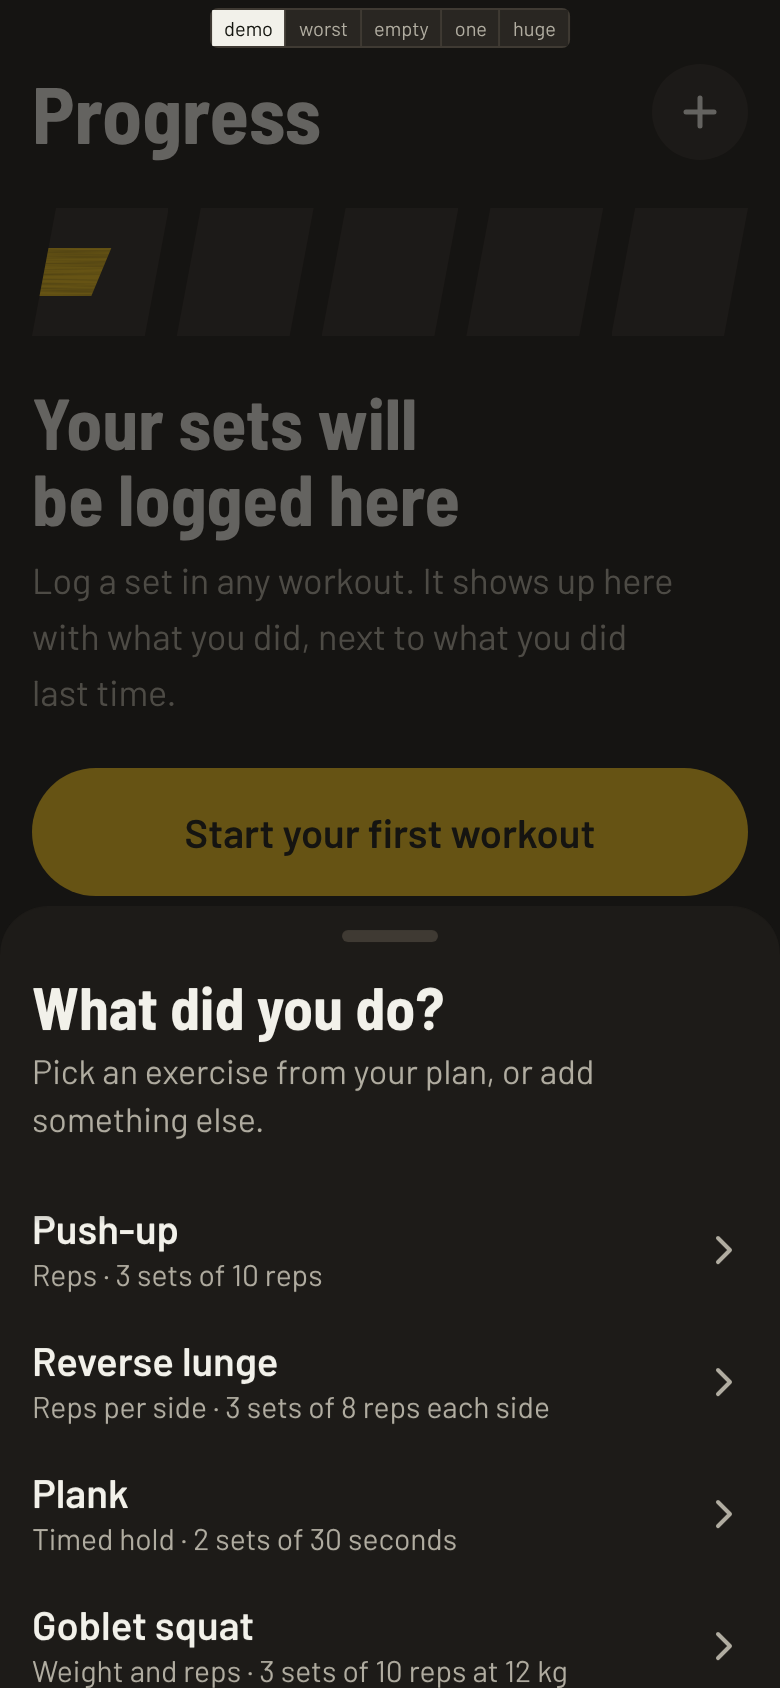 demo worst empty one huge
Progress
Your sets will
be logged here
Log a set in any workout. It shows up here
with what you did, next to what you did
last time.
Start your first workout
What did you do?
Pick an exercise from your plan, or add
something else.
Push-up
Reps · 3 sets of 10 reps
Reverse lunge
Reps per side · 3 sets of 8 reps each side
Plank
Timed hold · 2 sets of 30 seconds
Goblet squat
Weight and reps · 3 sets of 10 reps at 12 kg